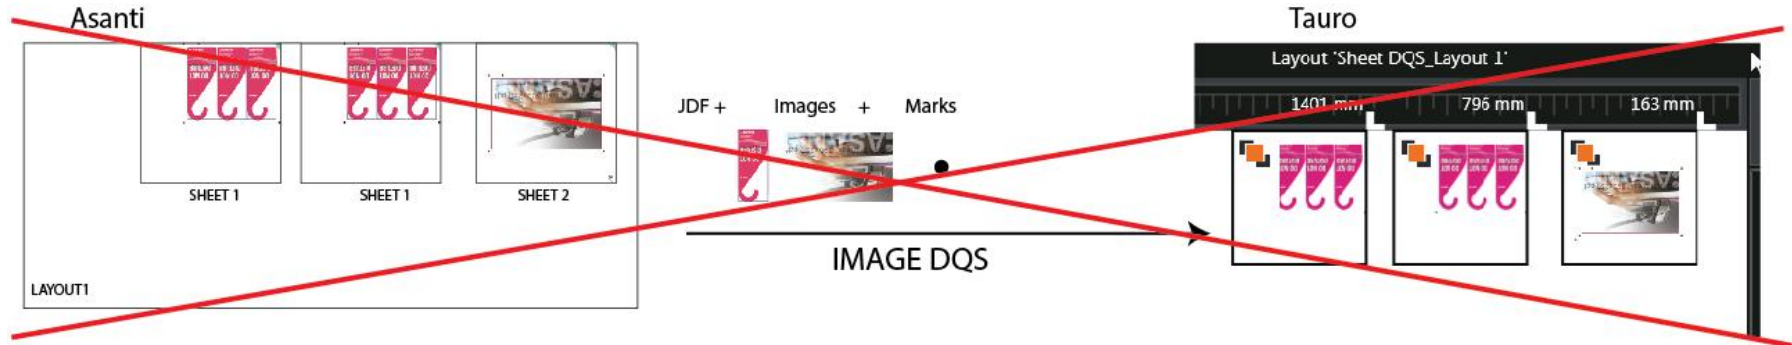 Asanti
Tauro
Layout 'Sheet DQS_Layout 1'
1401 mm
796 mm
163 mm
JDF +
Images
+
Marks
SHEET 1
SHEET 1
SHEET 2
IMAGE DQS
LAYOUT1